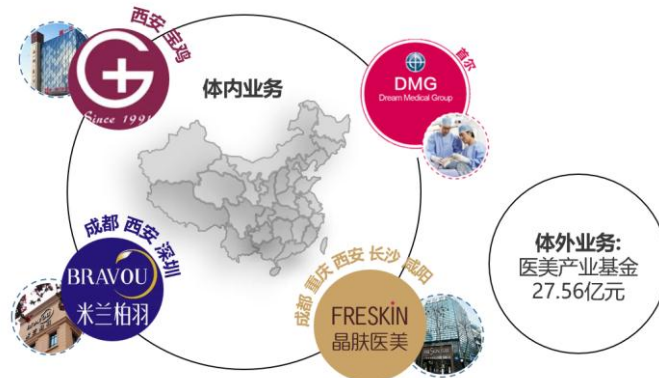 西安 宝鸡
G
Since 1991
体内业务
首尔
DMG
Dream Medical Group
成都 西安 深圳
BRAVOU
米兰柏羽
成都 重庆 西安 长沙 咸阳
FRESKIN
晶肤医美
体外业务:
医美产业基金
27.56亿元